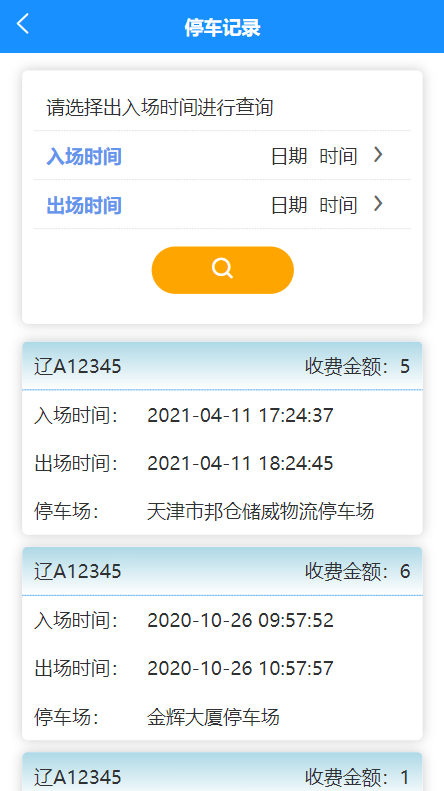 停车记录
请选择出入场时间进行查询
入场时间 日期 时间
出场时间 日期 时间
辽A12345 收费金额：5
入场时间： 2021-04-11 17:24:37
出场时间： 2021-04-11 18:24:45
停车场： 天津市邦仓储威物流停车场
辽A12345 收费金额：6
入场时间： 2020-10-26 09:57:52
出场时间： 2020-10-26 10:57:57
停车场： 金辉大厦停车场
辽A12345 收费金额：1